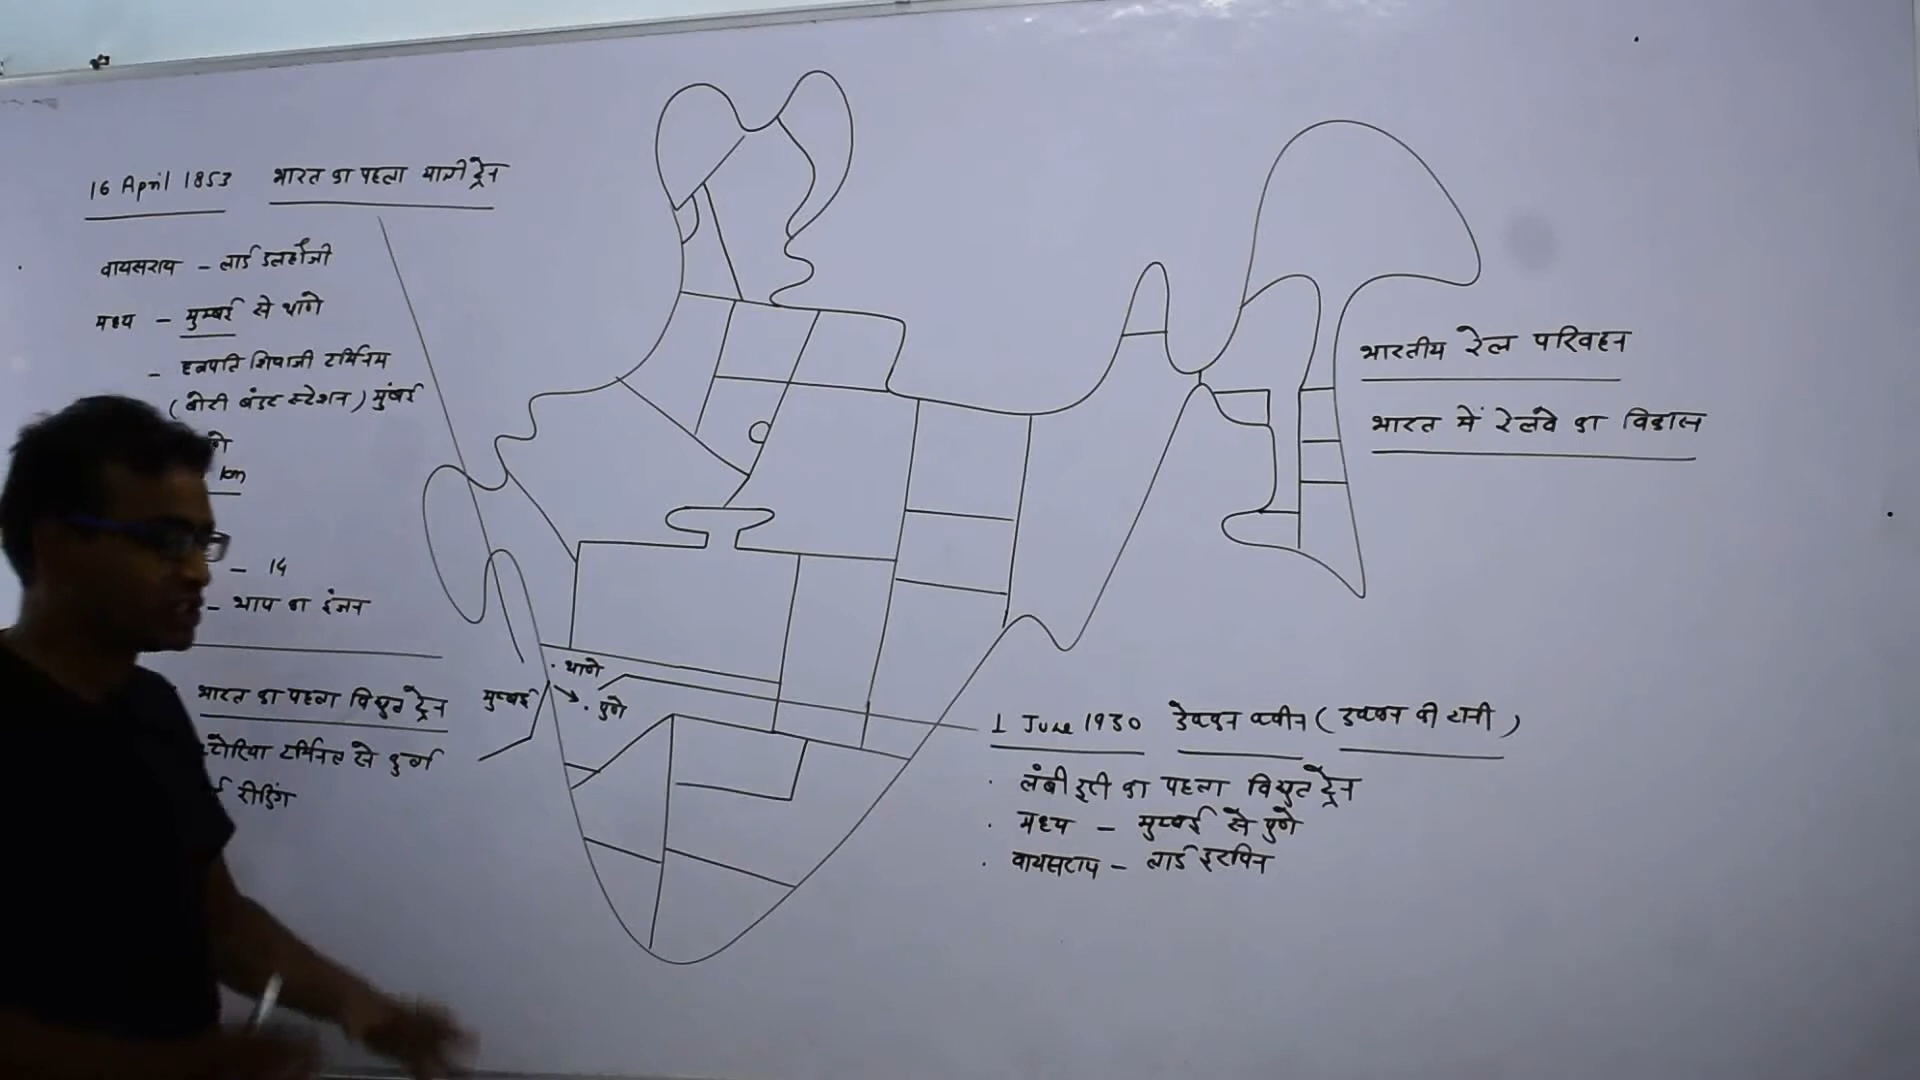 16 April 1853 भारत का पहला यात्री ट्रेन
वायसराय - लार्ड डलहौजी
मध्य - मुम्बई से थाणे
- छत्रपति शिवाजी टर्मिनस
(बोरी बंदर स्टेशन) मुंबई
km
- 14
- भाप का इंजन
भारत का पहला विद्युत ट्रेन
टर्मिनल से कुर्ला
रीडिंग
थाणे
मुम्बई
पुणे
भारतीय रेल परिवहन
भारत में रेलवे का विकास
1 June 1930 डेक्कन क्वीन (डक्कन की रानी)
· लंबी दूरी का पहला विद्युत ट्रेन
· मध्य - मुम्बई से पुणे
· वायसराय - लार्ड इरविन